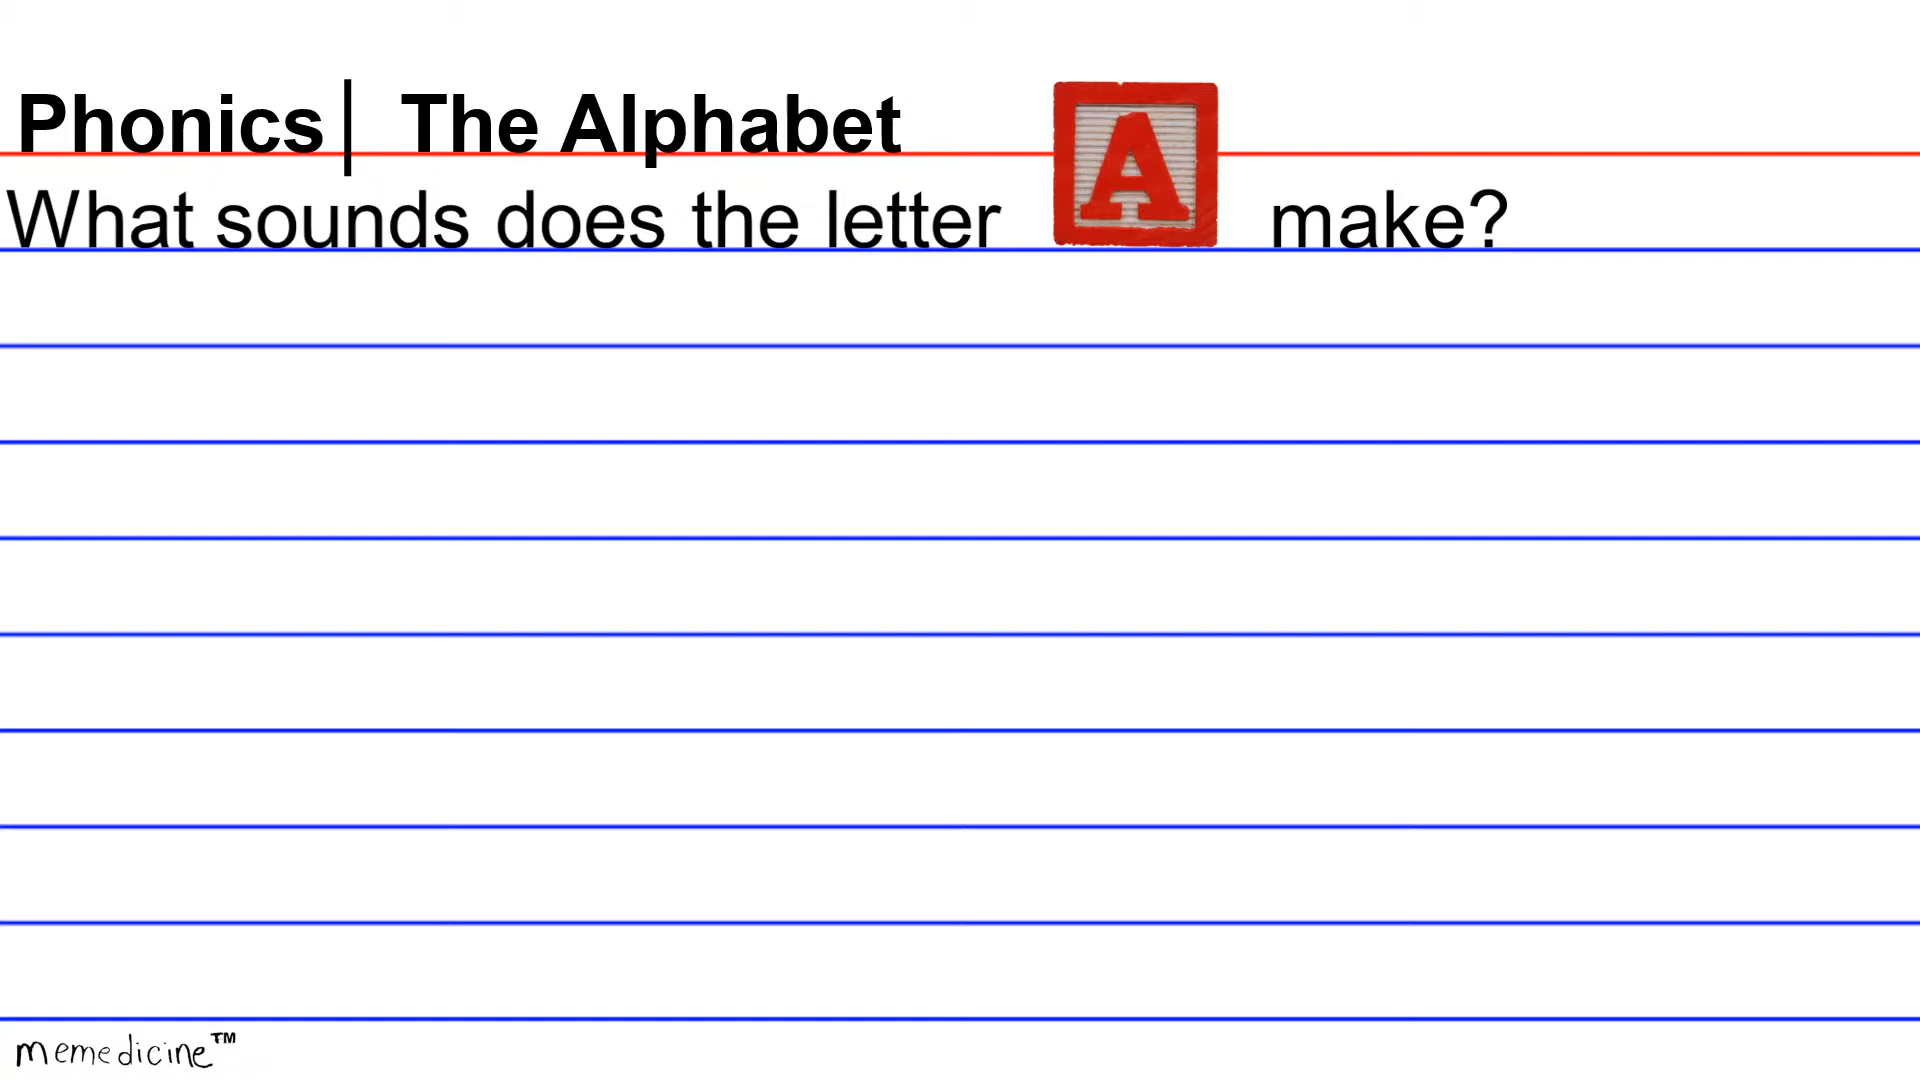 Phonics| The Alphabet
What sounds does the letter A make?
memedicine™